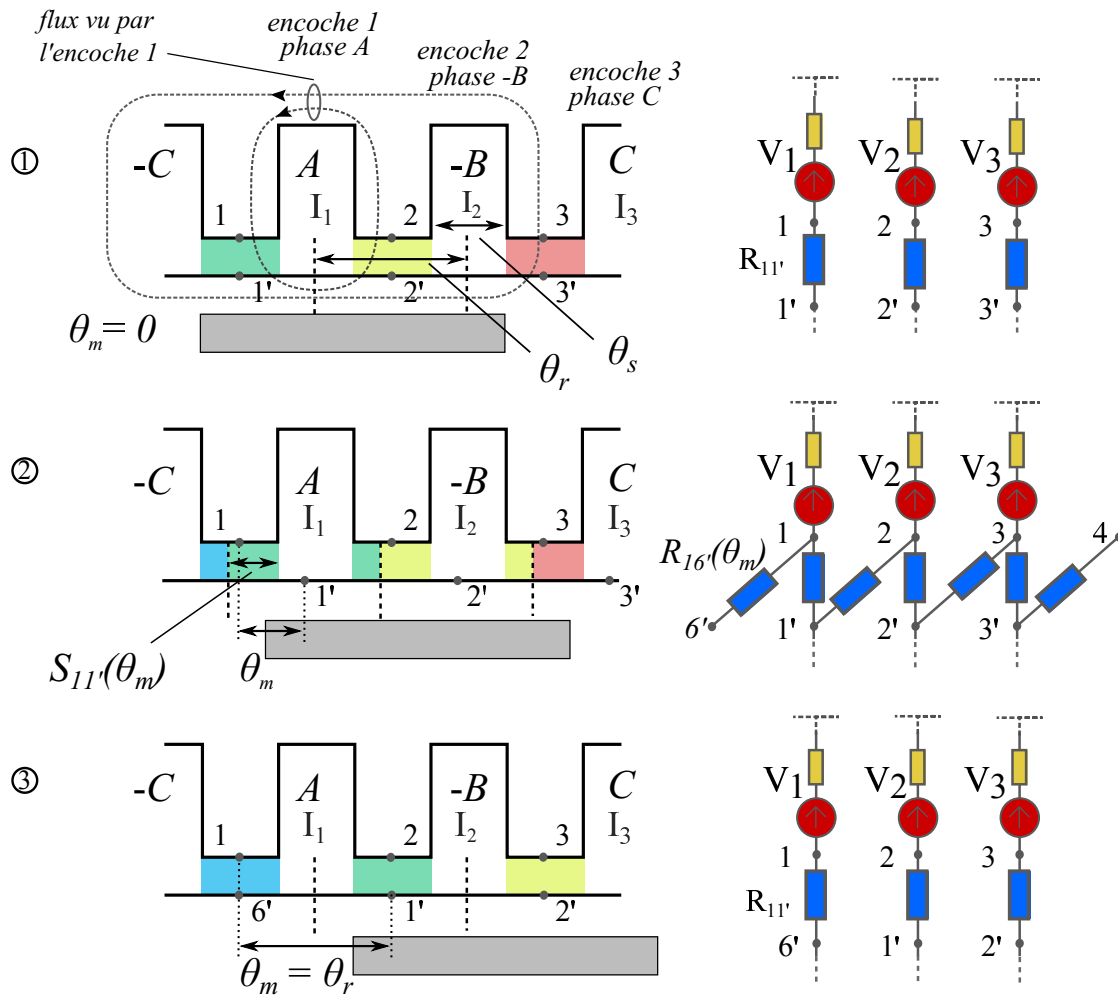 flux vu par
l'encoche 1
encoche 1
phase A
encoche 2
phase -B
encoche 3
phase C
①
-C
A
-B
C
I₁
I₂
I₃
1
2
3
1'
2'
3'
θm = 0
θr
θs
V₁
V₂
V₃
1
2
3
R₁₁'
1'
2'
3'
②
-C
A
-B
C
I₁
I₂
I₃
1
2
3
1'
2'
3'
S₁₁'(θm)
θm
V₁
V₂
V₃
1
2
3
4
R₁₆'(θm)
6'
1'
2'
3'
③
-C
A
-B
C
I₁
I₂
I₃
1
2
3
6'
1'
2'
θm = θr
V₁
V₂
V₃
1
2
3
R₁₁'
6'
1'
2'